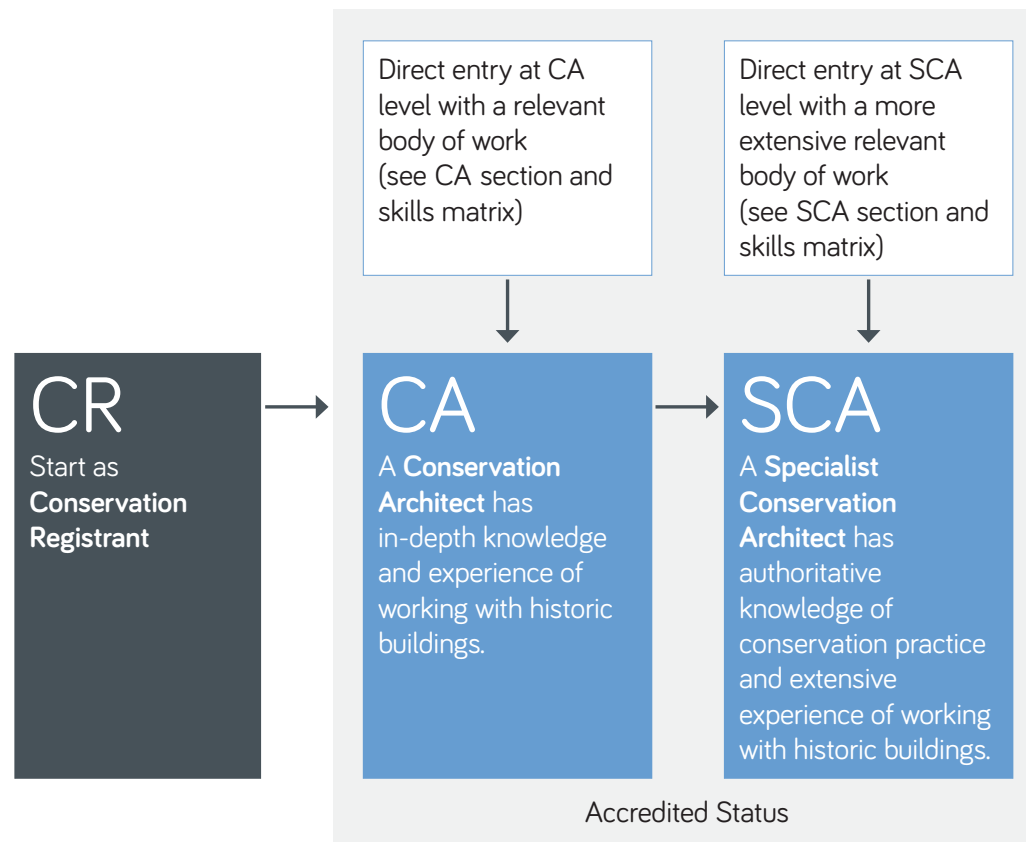 Direct entry at CA
level with a relevant
body of work
(see CA section and
skills matrix)
Direct entry at SCA
level with a more
extensive relevant
body of work
(see SCA section and
skills matrix)
CR
Start as
Conservation
Registrant
CA
A Conservation
Architect has
in-depth knowledge
and experience of
working with historic
buildings.
SCA
A Specialist
Conservation
Architect has
authoritative
knowledge of
conservation practice
and extensive
experience of working
with historic buildings.
Accredited Status